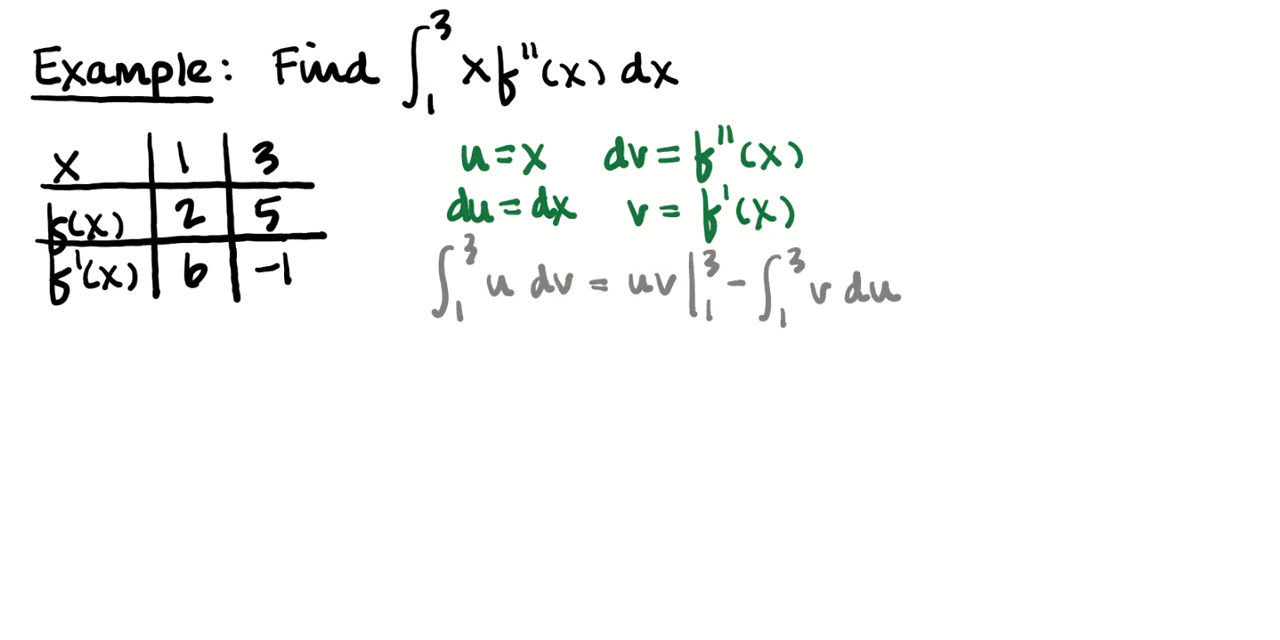 Example: Find ∫₁³ x f''(x) dx
x 1 3
f(x) 2 5
f'(x) 6 -1
u = x dv = f''(x)
du = dx v = f'(x)
∫₁³ u dv = uv|₁³ - ∫₁³ v du